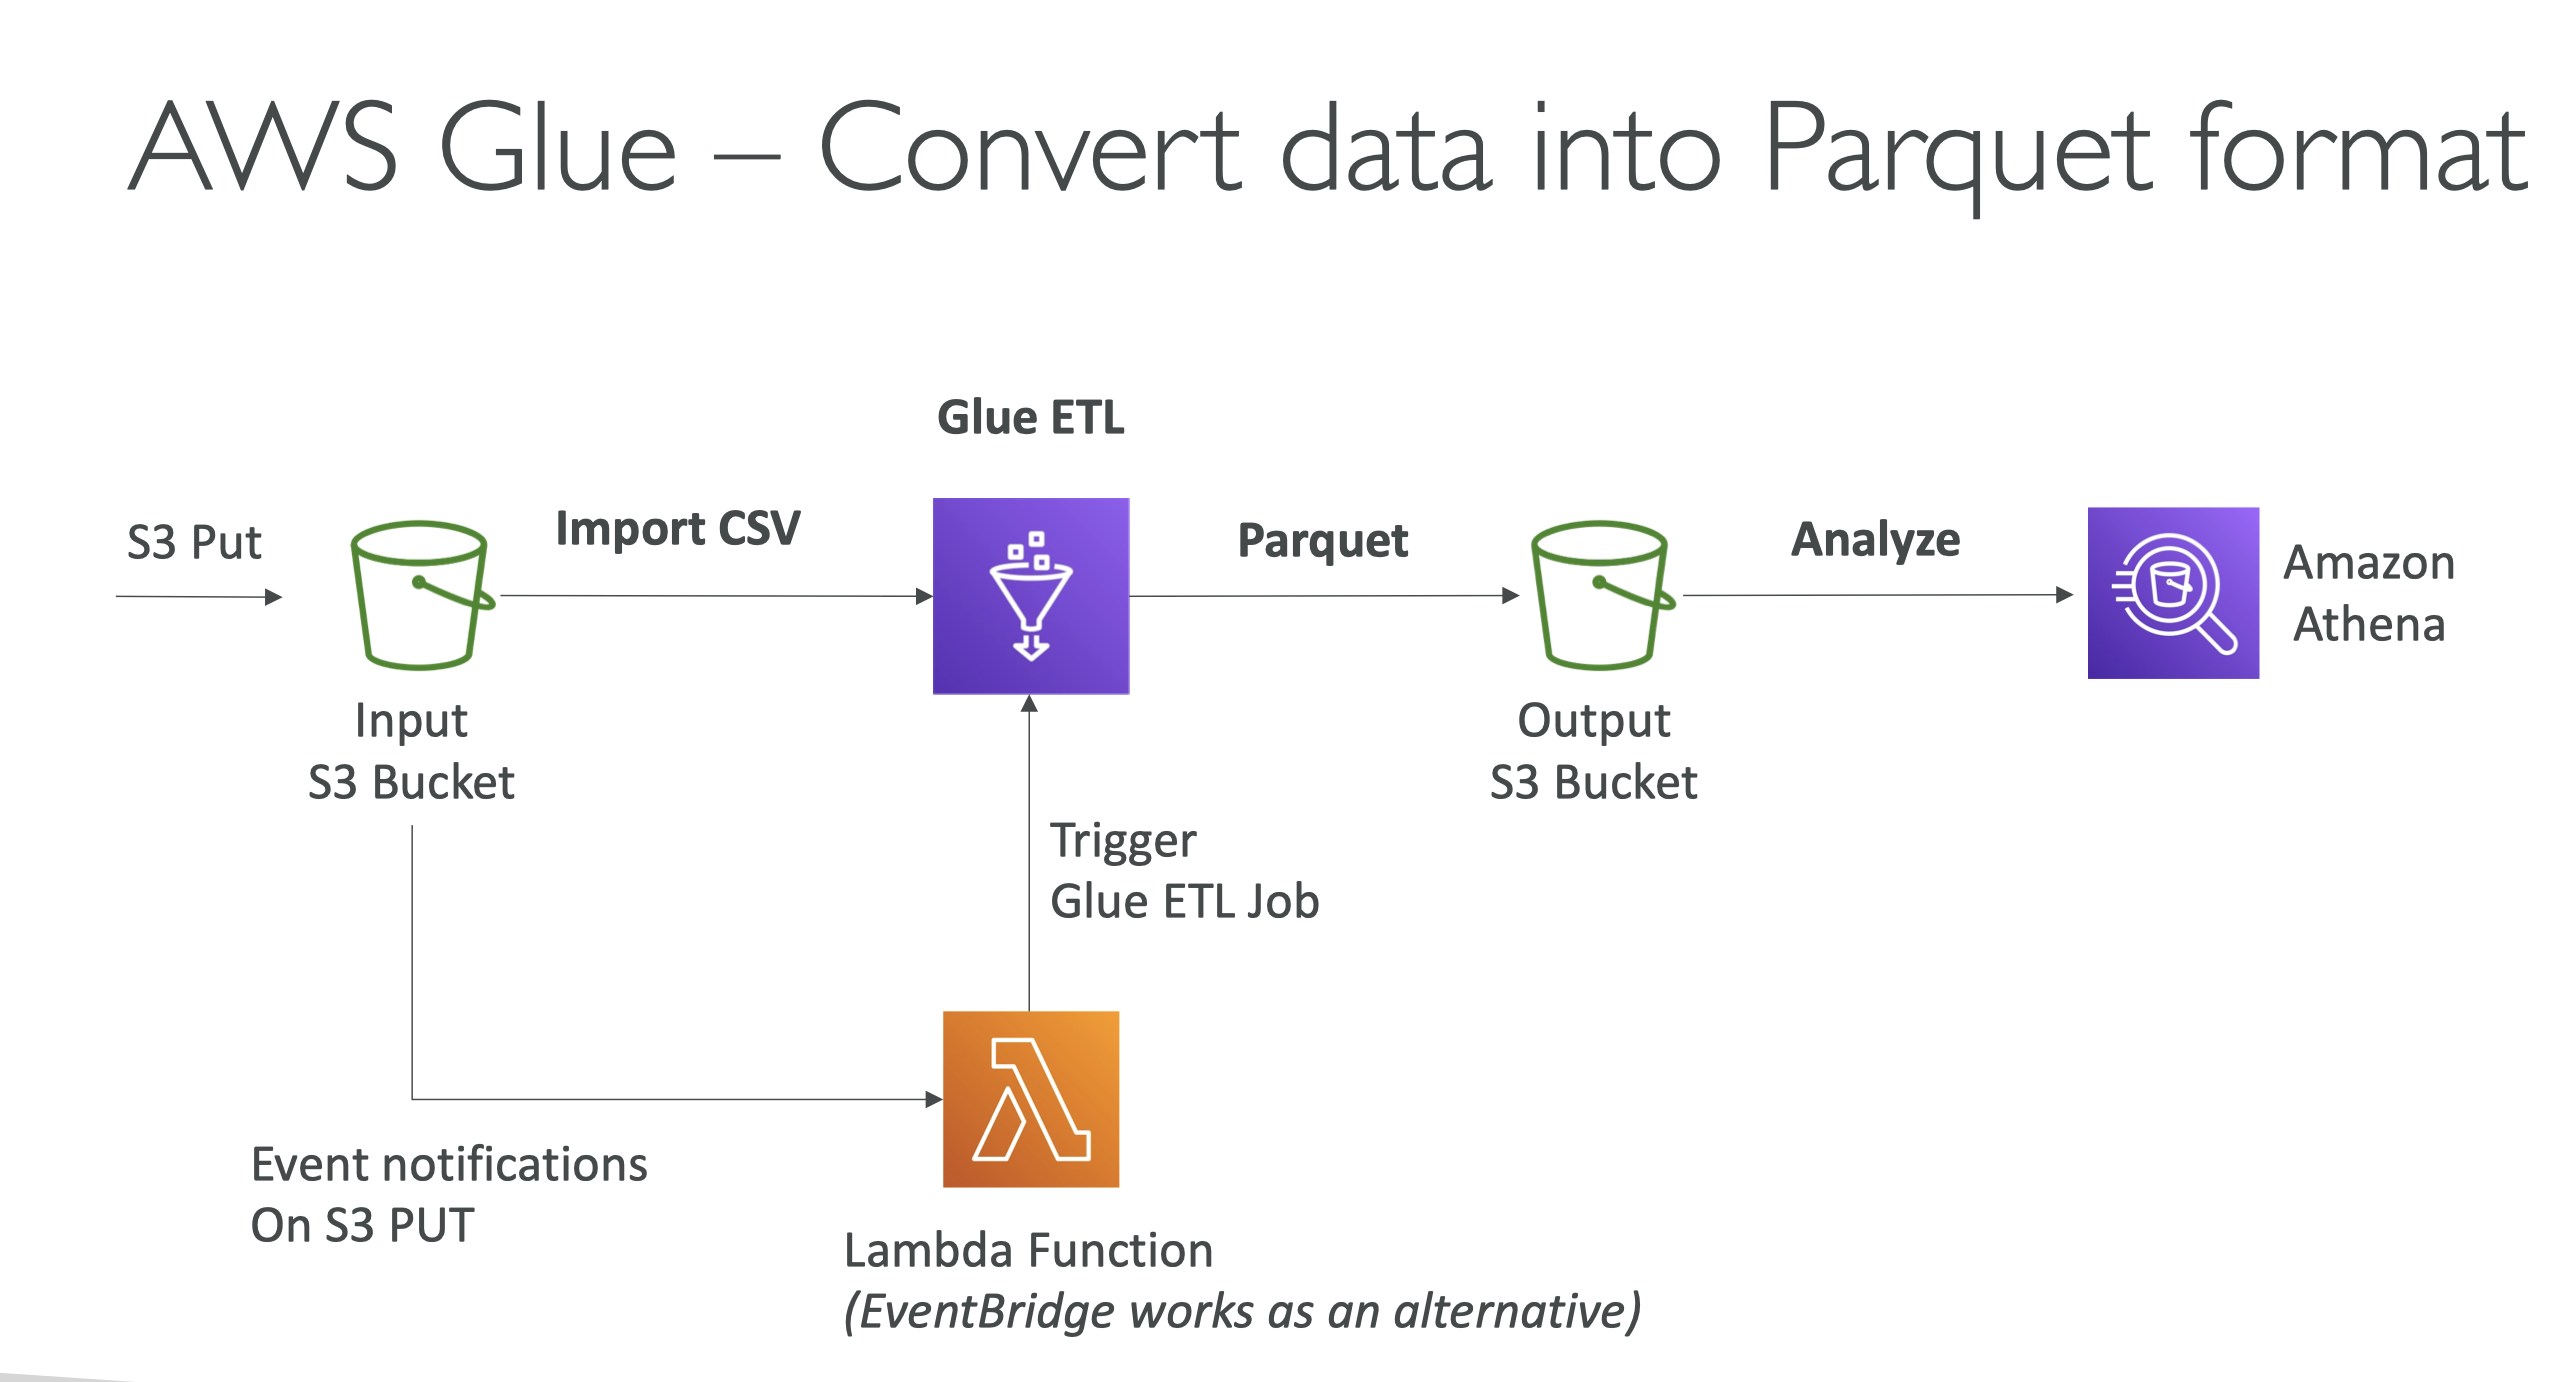 AWS Glue – Convert data into Parquet format
Glue ETL
S3 Put
Import CSV
Parquet
Analyze
Amazon
Athena
Input
S3 Bucket
Output
S3 Bucket
Trigger
Glue ETL Job
Event notifications
On S3 PUT
Lambda Function
(EventBridge works as an alternative)